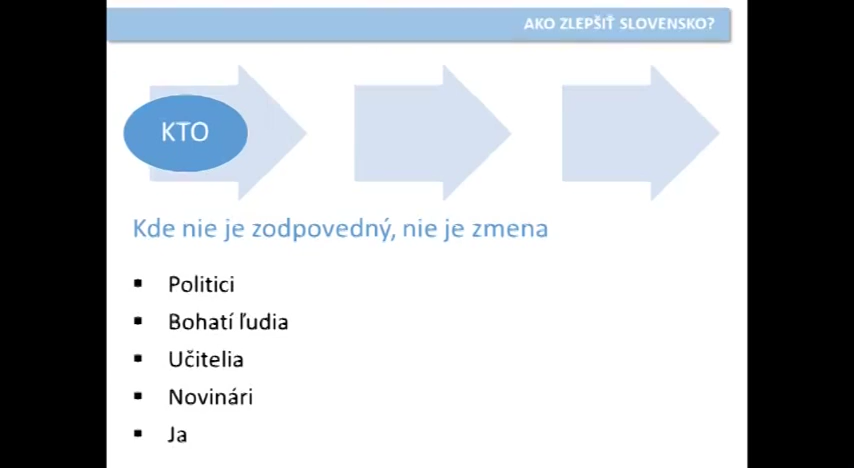 AKO ZLEPŠIŤ SLOVENSKO?
KTO
Kde nie je zodpovedný, nie je zmena
▪ Politici
▪ Bohatí ľudia
▪ Učitelia
▪ Novinári
▪ Ja